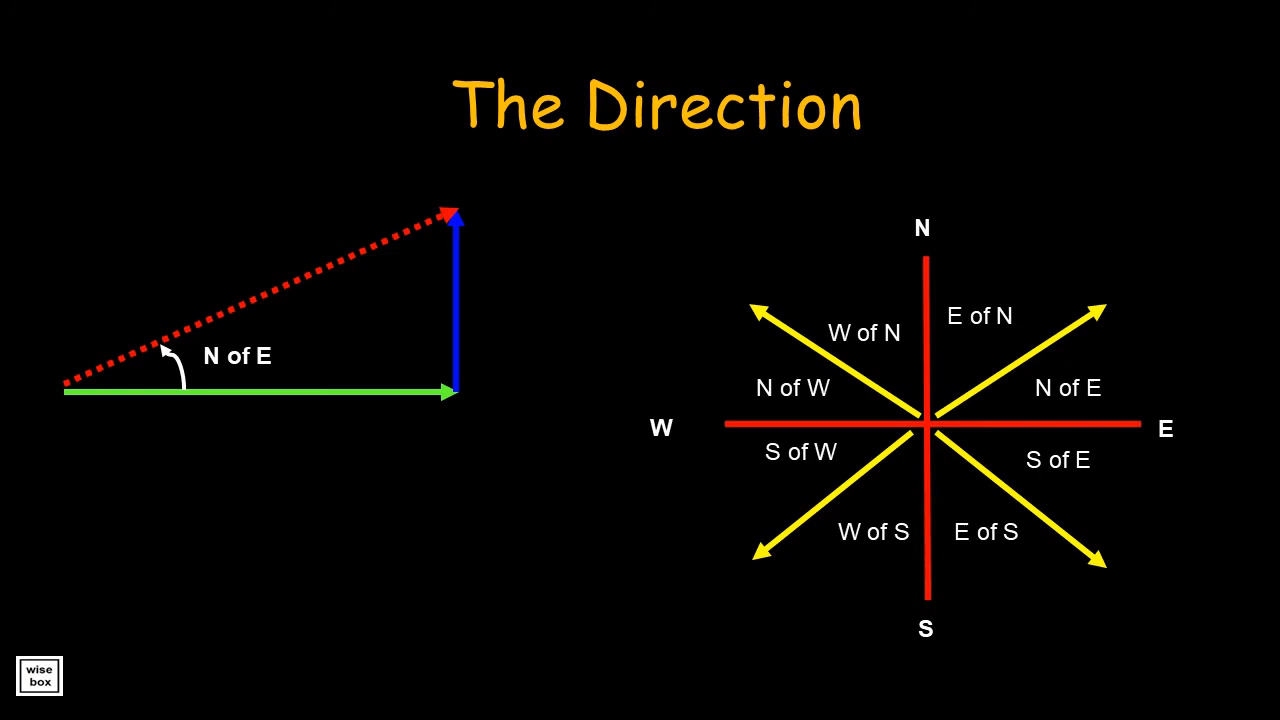 The Direction
N of E
N
E of N
W of N
N of W
N of E
W
E
S of W
S of E
W of S
E of S
S
wise
box